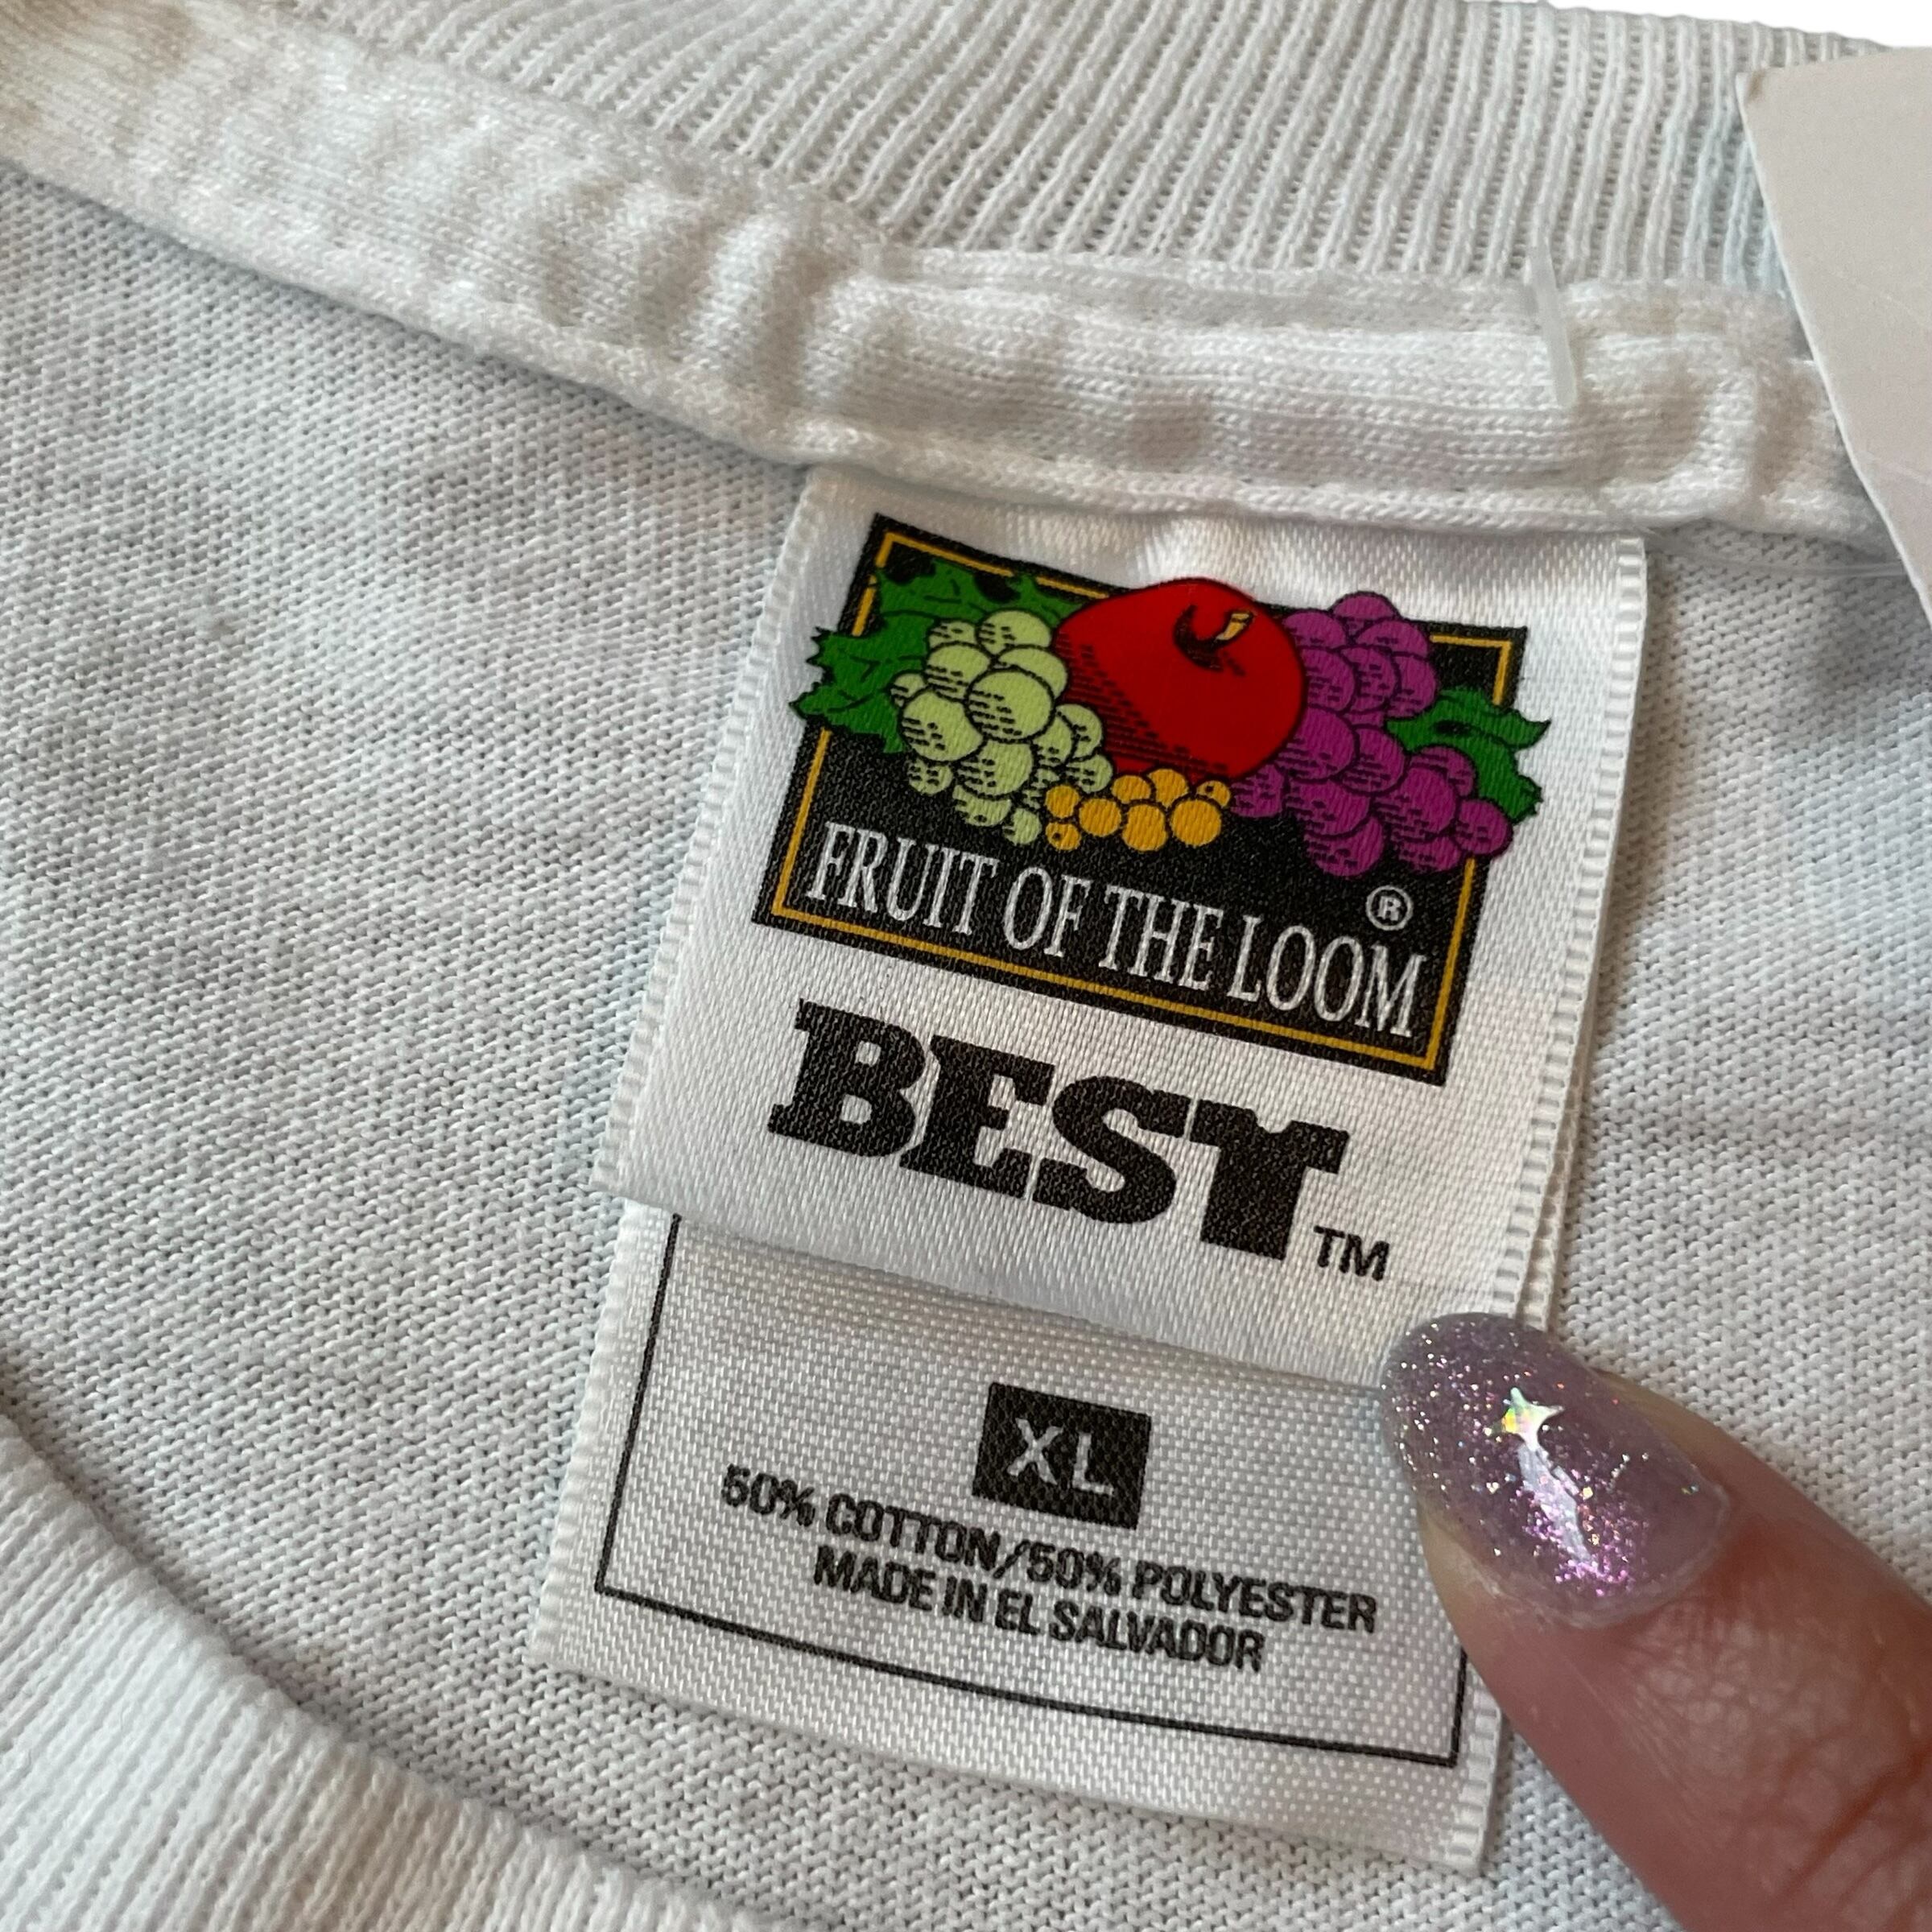 FRUIT OF THE LOOM ®
BEST™
XL
50% COTTON/50% POLYESTER
MADE IN EL SALVADOR